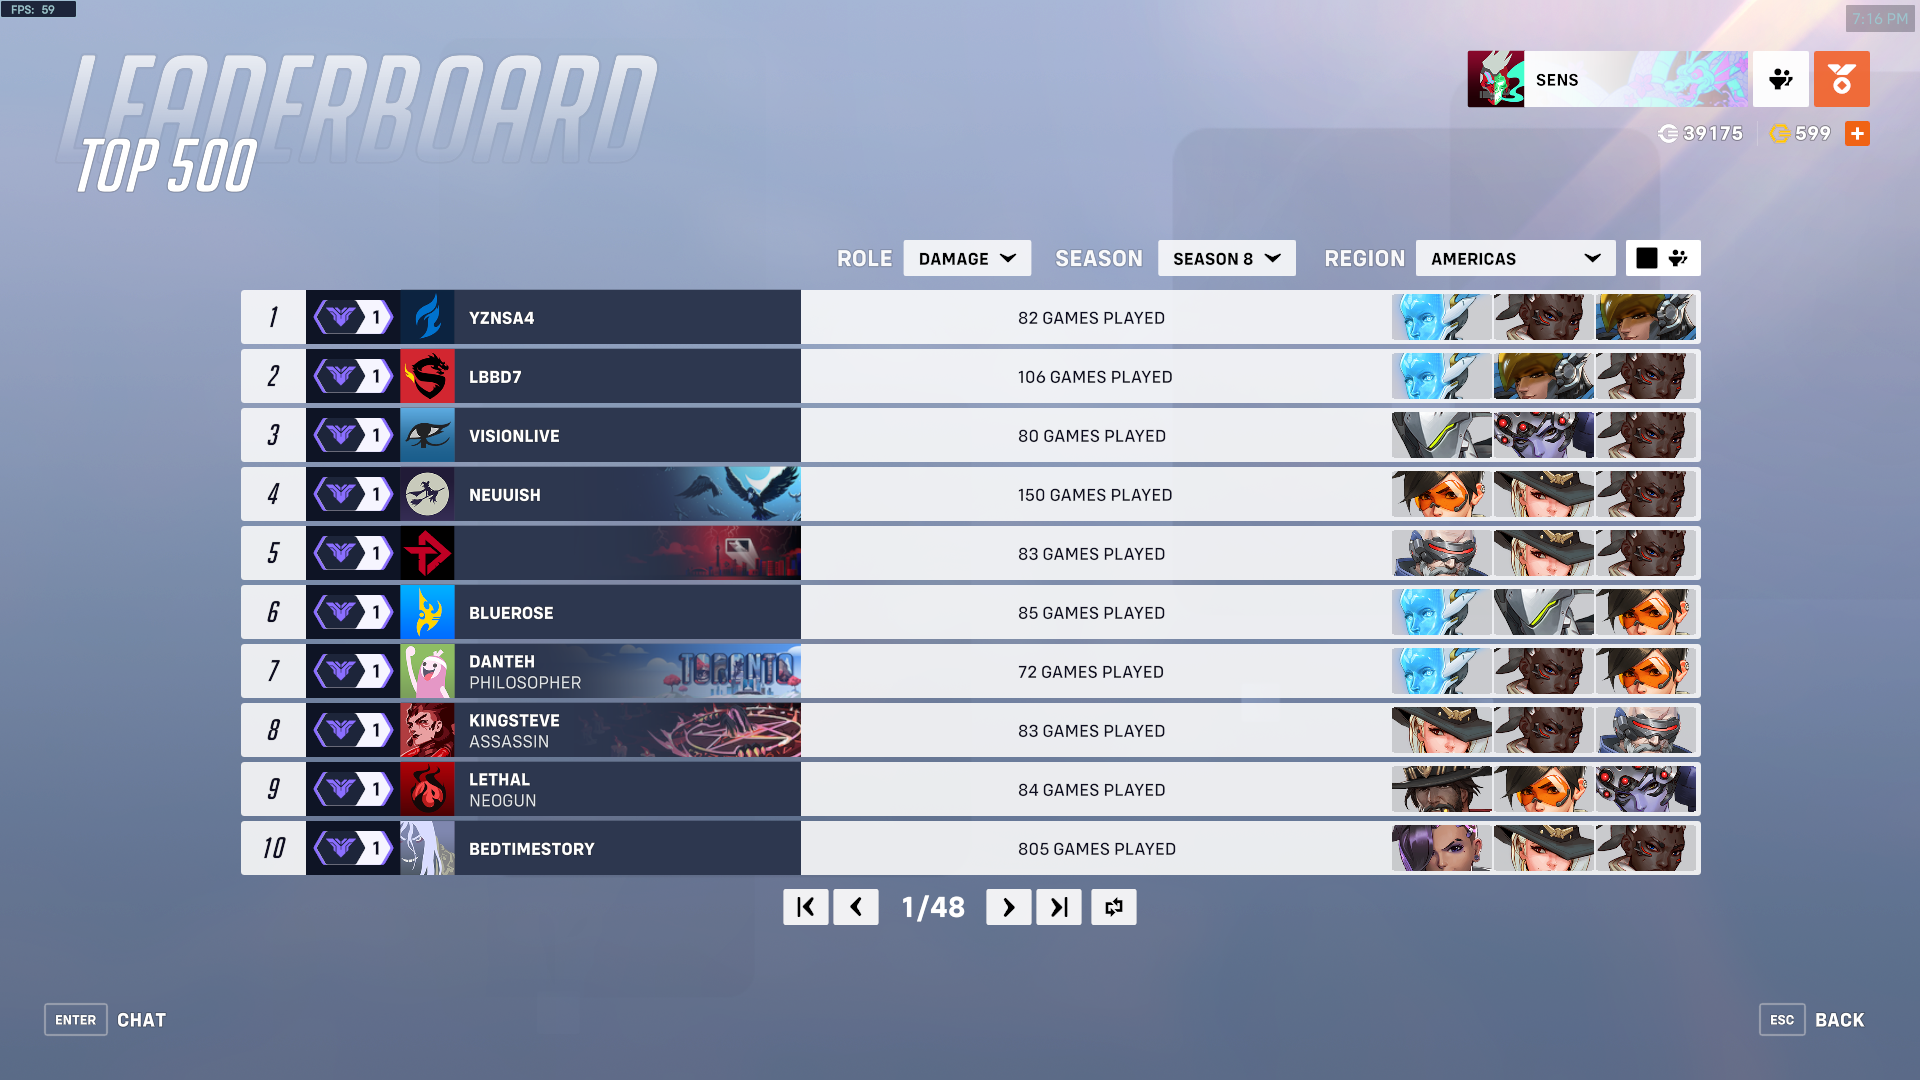 FPS: 59
7:16 PM
LEADERBOARD
TOP 500
SENS
39175
599
ROLE DAMAGE SEASON SEASON 8 REGION AMERICAS
1 1 YZNSA4 82 GAMES PLAYED
2 1 LBBD7 106 GAMES PLAYED
3 1 VISIONLIVE 80 GAMES PLAYED
4 1 NEUUISH 150 GAMES PLAYED
5 1 83 GAMES PLAYED
6 1 BLUEROSE 85 GAMES PLAYED
7 1 DANTEH 72 GAMES PLAYED
PHILOSOPHER
TORONTO
8 1 KINGSTEVE 83 GAMES PLAYED
ASSASSIN
9 1 LETHAL 84 GAMES PLAYED
NEOGUN
10 1 BEDTIMESTORY 805 GAMES PLAYED
1/48
ENTER CHAT
ESC BACK